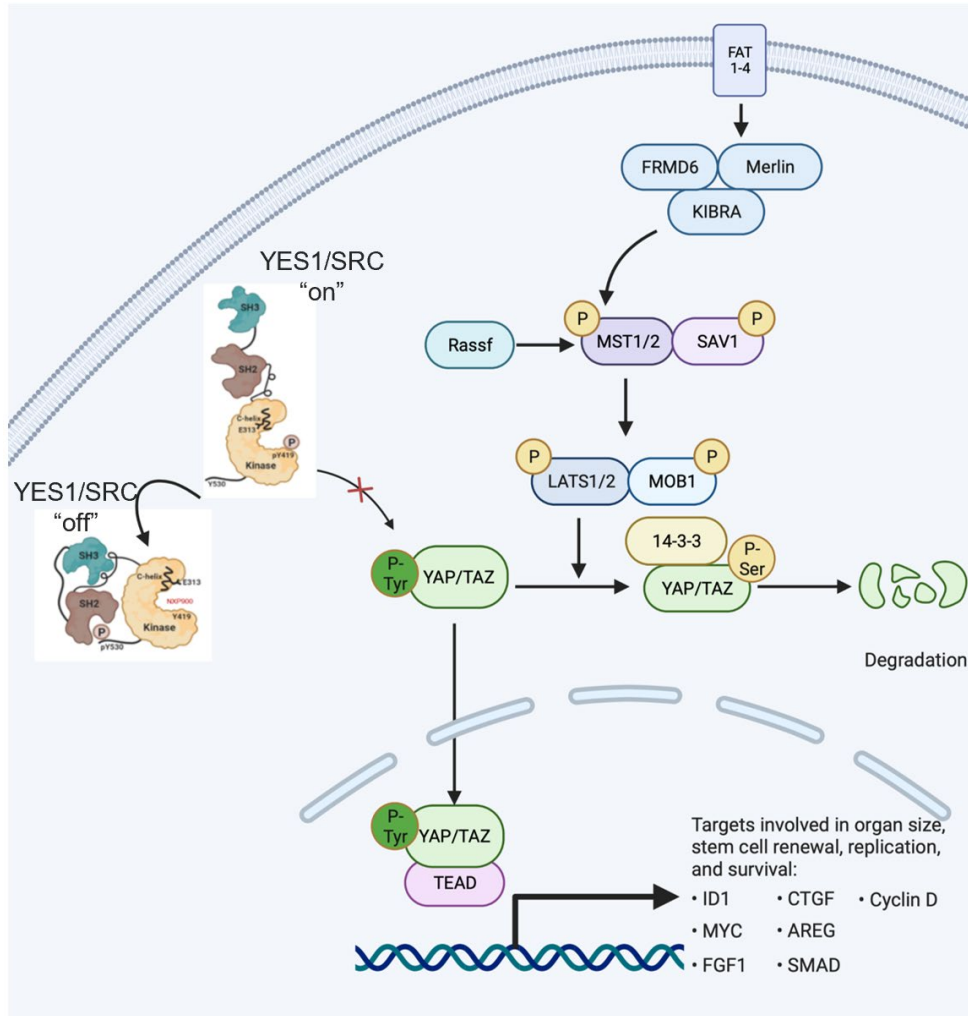 FAT
1-4
FRMD6
Merlin
KIBRA
YES1/SRC
“on”
SH3
SH2
C-helix
E313
P
pY419
Kinase
Y530
Rassf
P
MST1/2
SAV1
P
P
LATS1/2
MOB1
P
YES1/SRC
“off”
SH3
C-helix
E313
SH2
NXP900
Y419
P
Kinase
pY530
P-
Tyr
YAP/TAZ
14-3-3
P-
Ser
YAP/TAZ
Degradation
P-
Tyr
YAP/TAZ
TEAD
Targets involved in organ size,
stem cell renewal, replication,
and survival:
• ID1 • CTGF • Cyclin D
• MYC • AREG
• FGF1 • SMAD